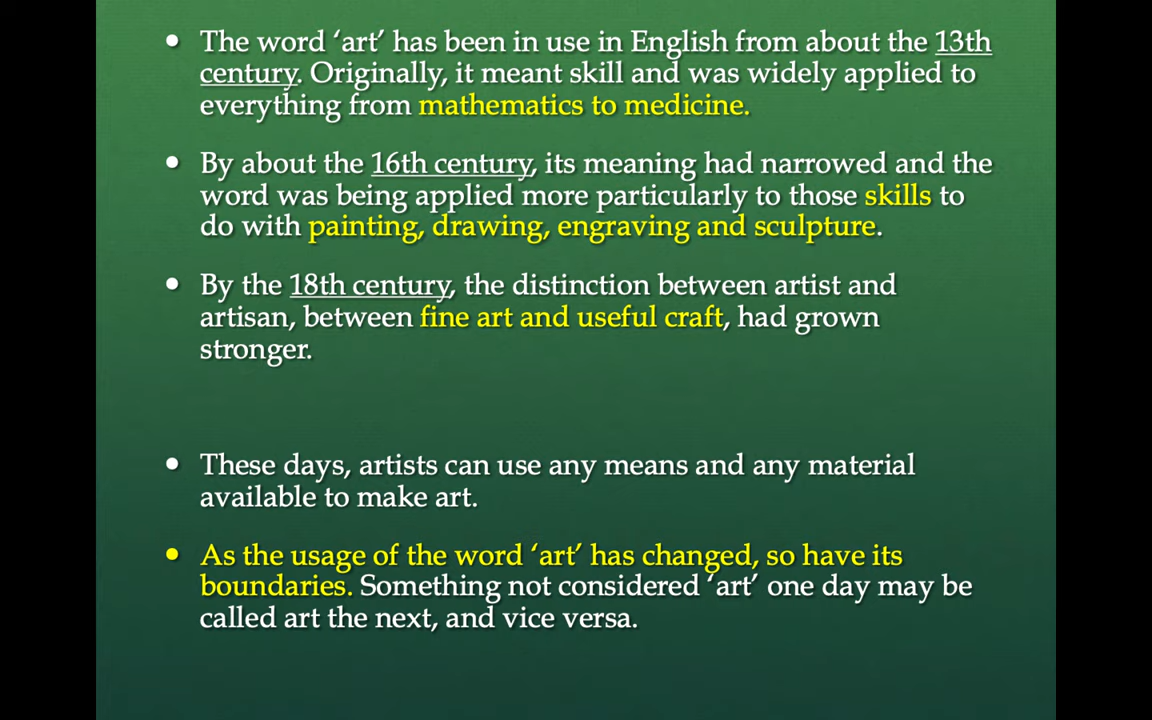 • The word ‘art’ has been in use in English from about the 13th
century. Originally, it meant skill and was widely applied to
everything from mathematics to medicine.
• By about the 16th century, its meaning had narrowed and the
word was being applied more particularly to those skills to
do with painting, drawing, engraving and sculpture.
• By the 18th century, the distinction between artist and
artisan, between fine art and useful craft, had grown
stronger.
• These days, artists can use any means and any material
available to make art.
• As the usage of the word ‘art’ has changed, so have its
boundaries. Something not considered ‘art’ one day may be
called art the next, and vice versa.